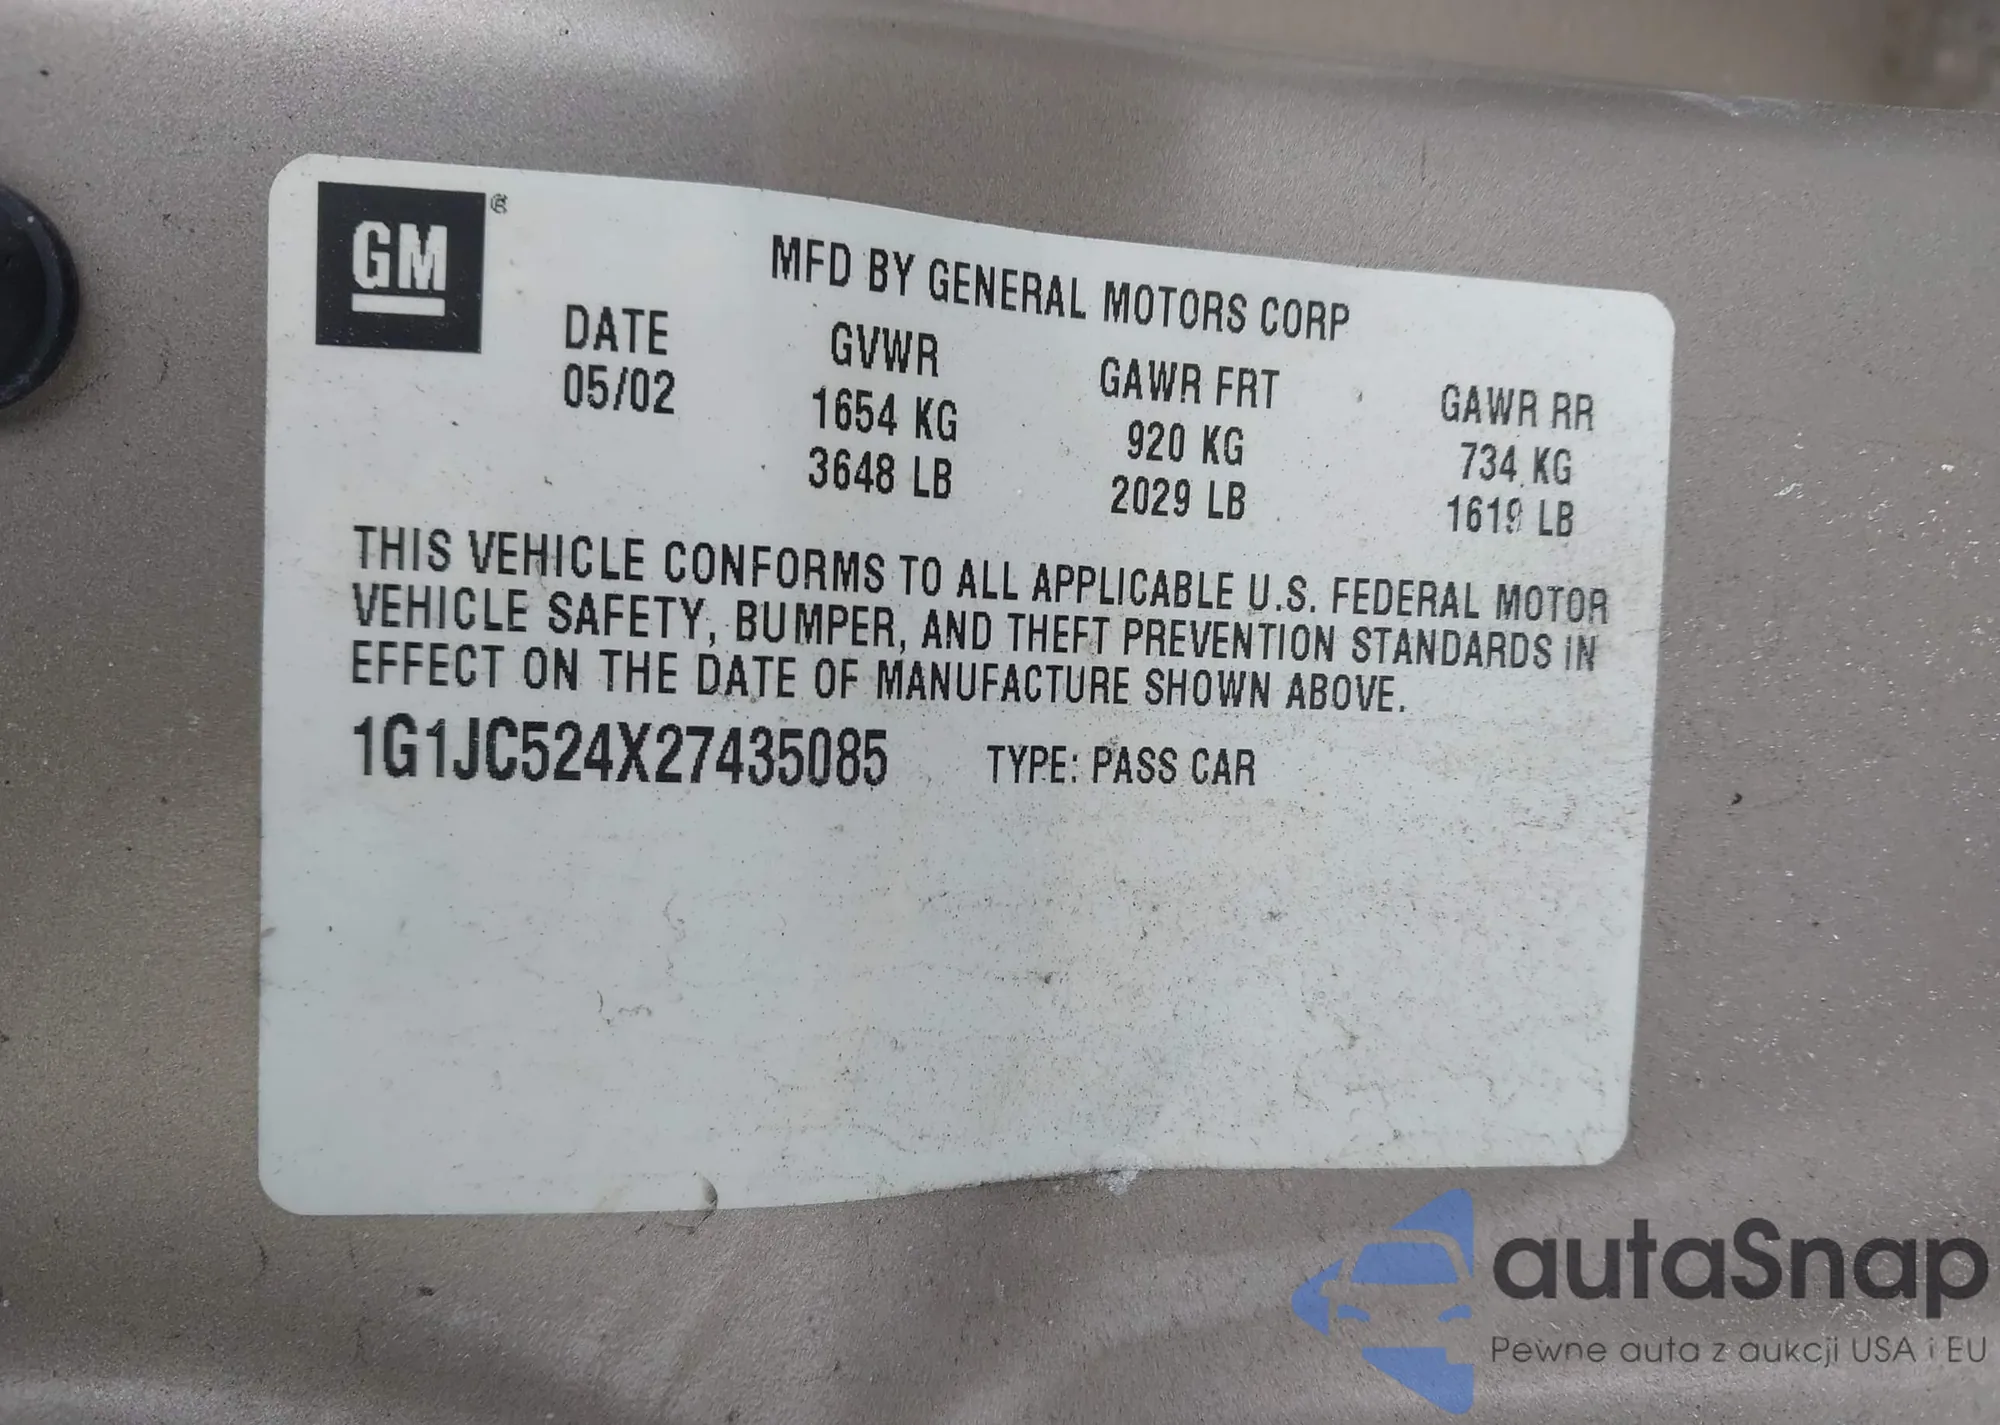 GM®
MFD BY GENERAL MOTORS CORP
DATE GVWR GAWR FRT GAWR RR
05/02 1654 KG 920 KG 734 KG
3648 LB 2029 LB 1619 LB
THIS VEHICLE CONFORMS TO ALL APPLICABLE U.S. FEDERAL MOTOR
VEHICLE SAFETY, BUMPER, AND THEFT PREVENTION STANDARDS IN
EFFECT ON THE DATE OF MANUFACTURE SHOWN ABOVE.
1G1JC524X27435085 TYPE: PASS CAR
autaSnap
Pewne auta z aukcji USA i EU